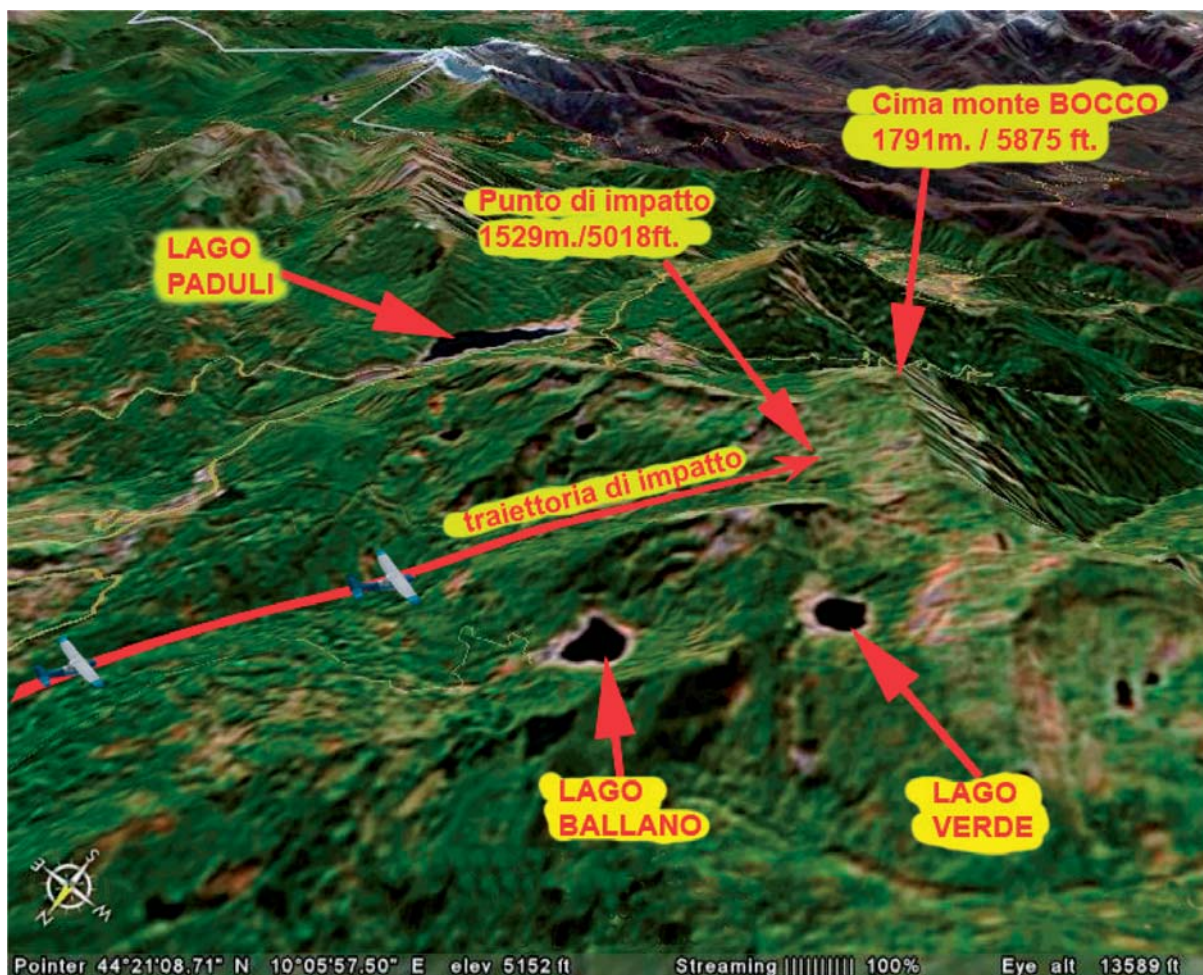 Cima monte BOCCO
1791m. / 5875 ft.
Punto di impatto
1529m./5018ft.
LAGO
PADULI
traiettoria di impatto
LAGO
BALLANO
LAGO
VERDE
N
E
S
W
Pointer 44°21'08.71" N 10°05'57.50" E elev 5152 ft Streaming |||||||||| 100% Eye alt 13589 ft